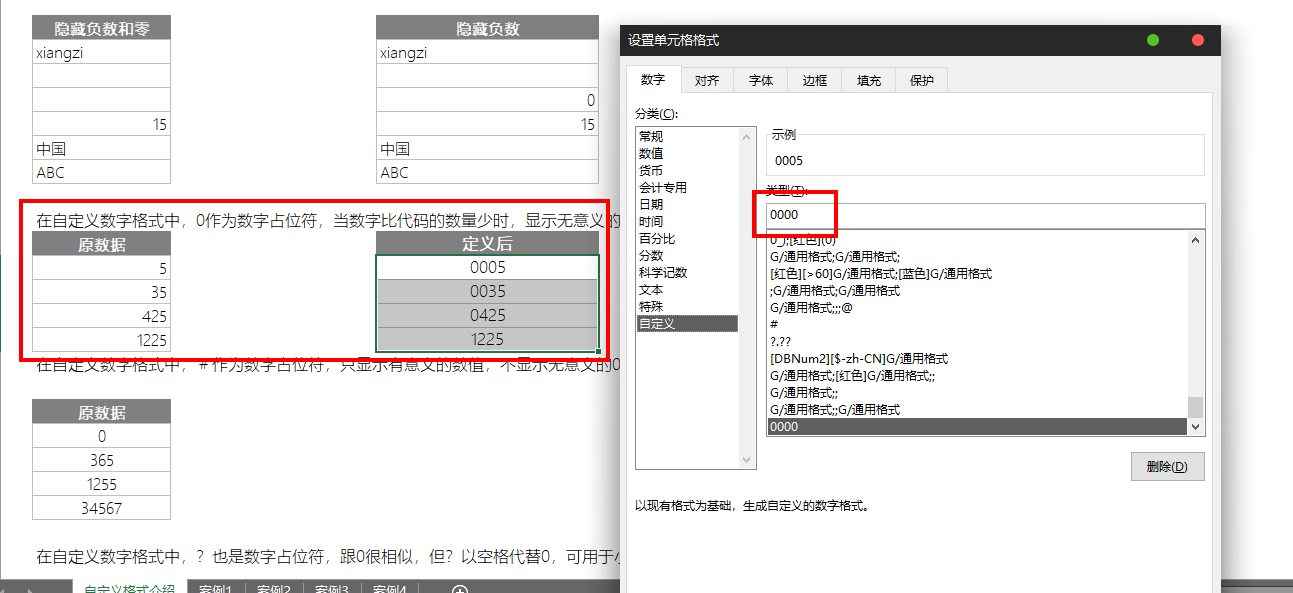 隐藏负数和零
xiangzi
15
中国
ABC
隐藏负数
xiangzi
0
15
中国
ABC
在自定义数字格式中，0作为数字占位符，当数字比代码的数量少时，显示无意义的
原数据
5
35
425
1225
定义后
0005
0035
0425
1225
在自定义数字格式中，＃作为数字占位符，只显示有意义的数值，不显示无意义的0
原数据
0
365
1255
34567
在自定义数字格式中，？也是数字占位符，跟0很相似，但？以空格代替0，可用于小
自定义格式介绍 案例1 案例2 案例3 案例4
设置单元格格式
数字 对齐 字体 边框 填充 保护
分类(C):
常规
数值
货币
会计专用
日期
时间
百分比
分数
科学记数
文本
特殊
自定义
示例
0005
类型(T):
0000
0_);[红色](0)
G/通用格式;G/通用格式;
[红色][>60]G/通用格式;[蓝色]G/通用格式
;G/通用格式;G/通用格式
G/通用格式;;;@
#
?.??
[DBNum2][$-zh-CN]G/通用格式
G/通用格式;[红色]G/通用格式;;
G/通用格式;;
G/通用格式;;G/通用格式
0000
删除(D)
以现有格式为基础，生成自定义的数字格式。